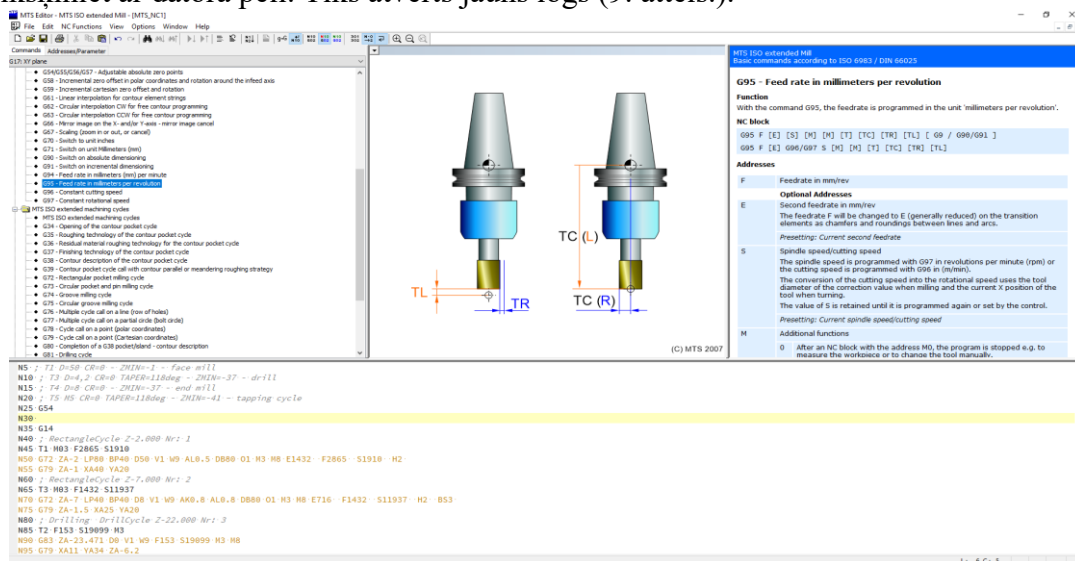 atvērts jauns logs (9. attēls.).
MTS Editor - MTS ISO extended Mill - [MTS_NC1]
File Edit NC Functions View Options Window Help
Commands Addresses/Parameter
G17: XY plane
G54/G55/G56/G57 - Adjustable absolute zero points
G58 - Incremental zero offset in polar coordinates and rotation around the infeed axis
G59 - Incremental cartesian zero offset and rotation
G61 - Linear interpolation for contour element strings
G62 - Circular interpolation CW for free contour programming
G63 - Circular interpolation CCW for free contour programming
G66 - Mirror image on the X- and/or Y-axis - mirror image cancel
G67 - Scaling (zoom in or out, or cancel)
G70 - Switch to unit inches
G71 - Switch on unit Millimeters (mm)
G90 - Switch on absolute dimensioning
G91 - Switch on incremental dimensioning
G94 - Feed rate in millimeters (mm) per minute
G95 - Feed rate in millimeters per revolution
G96 - Constant cutting speed
G97 - Constant rotational speed
MTS ISO extended machining cycles
MTS ISO extended machining cycles
G34 - Opening of the contour pocket cycle
G35 - Roughing technology of the contour pocket cycle
G36 - Residual material roughing technology for the contour pocket cycle
G37 - Finishing technology of the contour pocket cycle
G38 - Contour description of the contour pocket cycle
G39 - Contour pocket cycle call with contour parallel or meandering roughing strategy
G72 - Rectangular pocket milling cycle
G73 - Circular pocket and pin milling cycle
G74 - Groove milling cycle
G75 - Circular groove milling cycle
G76 - Multiple cycle call on a line (row of holes)
G77 - Multiple cycle call on a partial circle (bolt circle)
G78 - Cycle call on a point (polar coordinates)
G79 - Cycle call on a point (Cartesian coordinates)
G80 - Completion of a G38 pocket/island - contour description
G81 - Drilling cycle
TL
TR
TC (L)
TC (R)
(C) MTS 2007
MTS ISO extended Mill
Basic commands according to ISO 6983 / DIN 66025
G95 - Feed rate in millimeters per revolution
Function
With the command G95, the feedrate is programmed in the unit 'millimeters per revolution'.
NC block
G95 F [E] [S] [M] [M] [T] [TC] [TR] [TL] [ G9 / G90/G91 ]
G95 F [E] G96/G97 S [M] [M] [T] [TC] [TR] [TL]
Addresses
F Feedrate in mm/rev
Optional Addresses
E Second feedrate in mm/rev
The feedrate F will be changed to E (generally reduced) on the transition
elements as chamfers and roundings between lines and arcs.
Presetting: Current second feedrate
S Spindle speed/cutting speed
The spindle speed is programmed with G97 in revolutions per minute (rpm) or
the cutting speed is programmed with G96 in (m/min).
The conversion of the cutting speed into the rotational speed uses the tool
diameter of the correction value when milling and the current X position of the
tool when turning.
The value of S is retained until it is programmed again or set by the control.
Presetting: Current spindle speed/cutting speed
M Additional functions
0 After an NC block with the address M0, the program is stopped e.g. to
measure the workpiece or to change the tool manually.
N5 ; T1 D=50 CR=0 - ZMIN=-1 - face mill
N10 ; T3 D=4,2 CR=0 TAPER=118deg - ZMIN=-37 - drill
N15 ; T4 D=8 CR=0 - ZMIN=-37 - end mill
N20 ; T5 M5 CR=0 TAPER=118deg - ZMIN=-41 - tapping cycle
N25 G54
N30
N35 G14
N40 ; RectangleCycle Z-2.000 Nr: 1
N45 T1 M03 F2865 S1910
N50 G72 ZA-2 LP80 BP40 D50 V1 W9 AL0.5 DB80 O1 M3 M8 E1432 F2865 S1910 H2
N55 G79 ZA-1 XA40 YA20
N60 ; RectangleCycle Z-7.000 Nr: 2
N65 T3 M03 F1432 S11937
N70 G72 ZA-7 LP40 BP40 D8 V1 W9 AK0.8 AL0.8 DB80 O1 M3 M8 E716 F1432 S11937 H2 BS3
N75 G79 ZA-1.5 XA25 YA20
N80 ; Drilling DrillCycle Z-22.000 Nr: 3
N85 T2 F153 S19099 M3
N90 G83 ZA-23.471 D0 V1 W9 F153 S19099 M3 M8
N95 G79 XA11 YA34 ZA-6.2